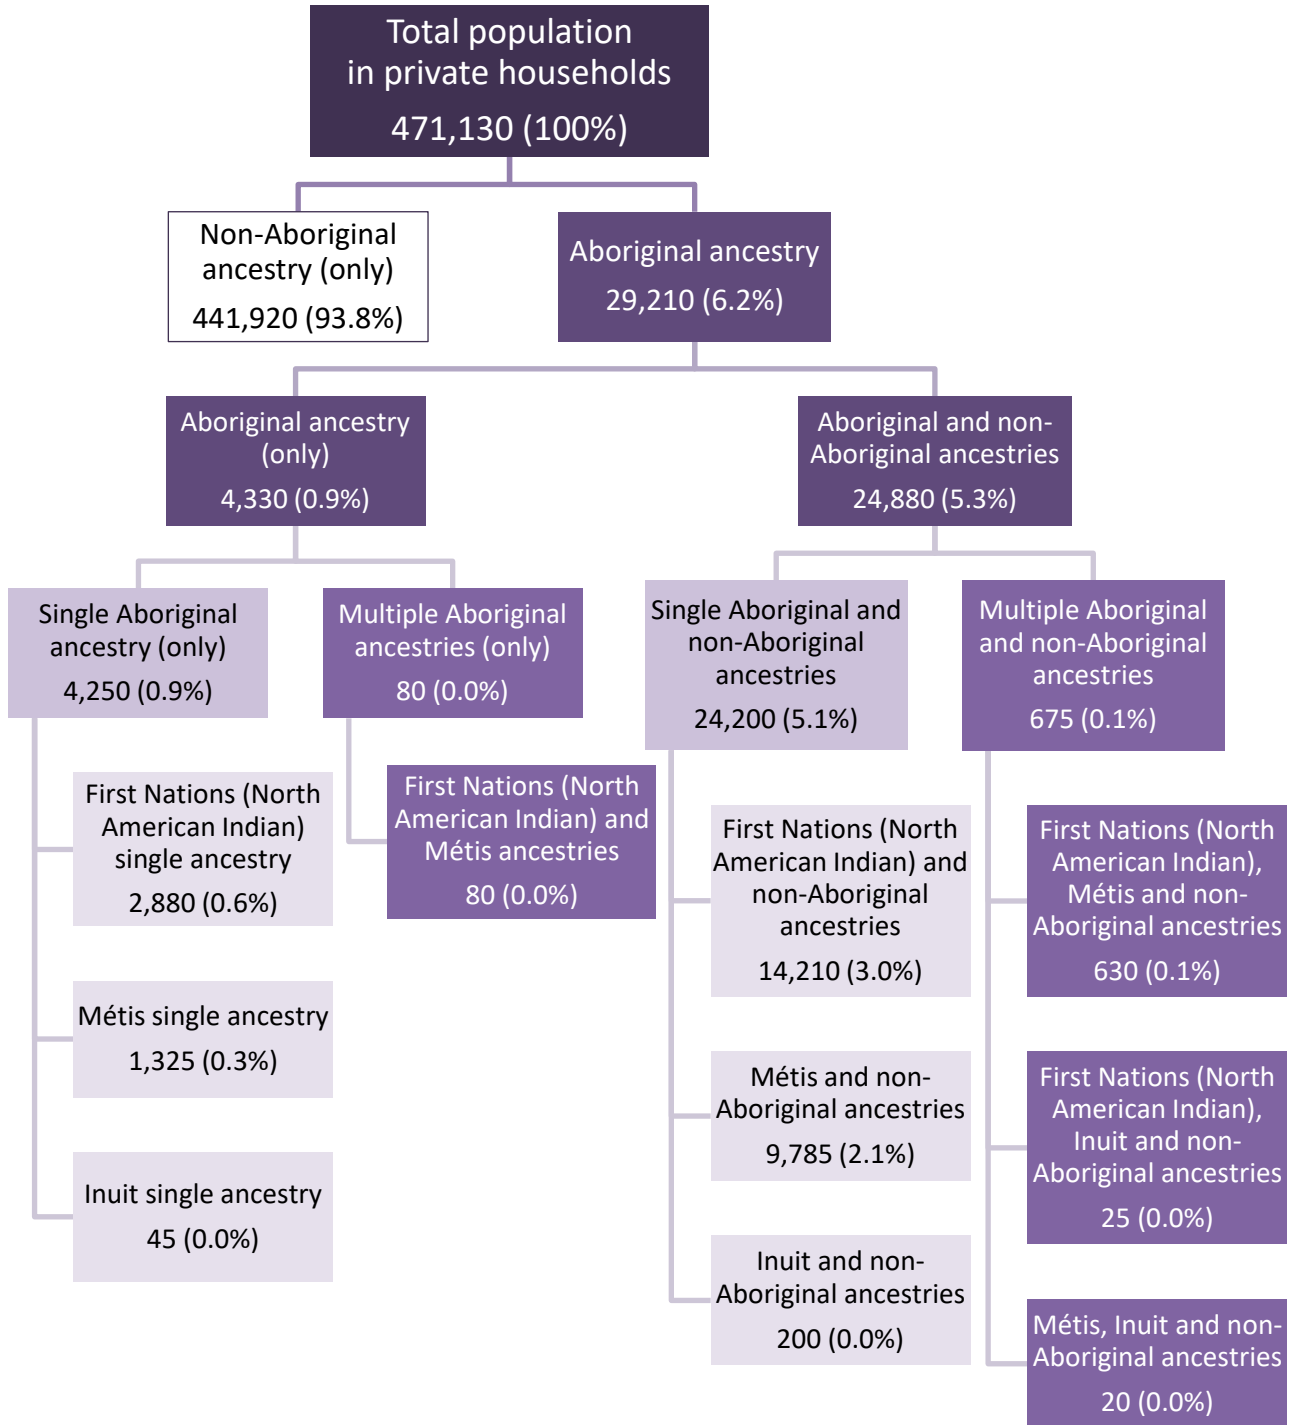 Total population
in private households
471,130 (100%)
Non-Aboriginal
ancestry (only)
441,920 (93.8%)
Aboriginal ancestry
29,210 (6.2%)
Aboriginal ancestry
(only)
4,330 (0.9%)
Aboriginal and non-
Aboriginal ancestries
24,880 (5.3%)
Single Aboriginal
ancestry (only)
4,250 (0.9%)
Multiple Aboriginal
ancestries (only)
80 (0.0%)
Single Aboriginal and
non-Aboriginal
ancestries
24,200 (5.1%)
Multiple Aboriginal
and non-Aboriginal
ancestries
675 (0.1%)
First Nations (North
American Indian)
single ancestry
2,880 (0.6%)
Métis single ancestry
1,325 (0.3%)
Inuit single ancestry
45 (0.0%)
First Nations (North
American Indian) and
Métis ancestries
80 (0.0%)
First Nations (North
American Indian) and
non-Aboriginal
ancestries
14,210 (3.0%)
Métis and non-
Aboriginal ancestries
9,785 (2.1%)
Inuit and non-
Aboriginal ancestries
200 (0.0%)
First Nations (North
American Indian),
Métis and non-
Aboriginal ancestries
630 (0.1%)
First Nations (North
American Indian),
Inuit and non-
Aboriginal ancestries
25 (0.0%)
Métis, Inuit and non-
Aboriginal ancestries
20 (0.0%)